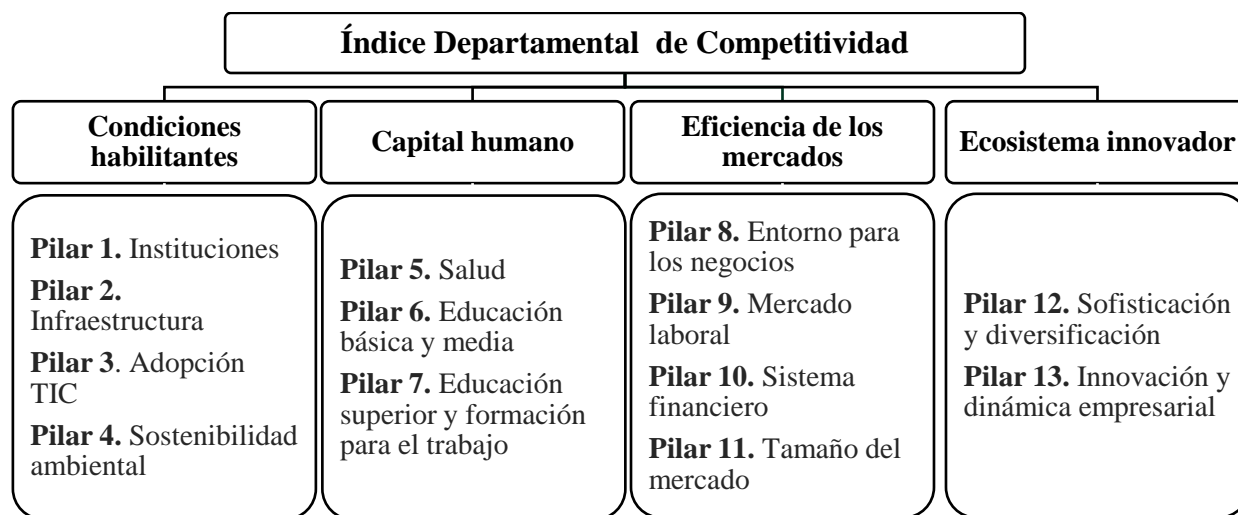 Índice Departamental de Competitividad
Condiciones
habilitantes
Pilar 1. Instituciones
Pilar 2.
Infraestructura
Pilar 3. Adopción
TIC
Pilar 4. Sostenibilidad
ambiental
Capital humano
Pilar 5. Salud
Pilar 6. Educación
básica y media
Pilar 7. Educación
superior y formación
para el trabajo
Eficiencia de los
mercados
Pilar 8. Entorno para
los negocios
Pilar 9. Mercado
laboral
Pilar 10. Sistema
financiero
Pilar 11. Tamaño del
mercado
Ecosistema innovador
Pilar 12. Sofisticación
y diversificación
Pilar 13. Innovación y
dinámica empresarial